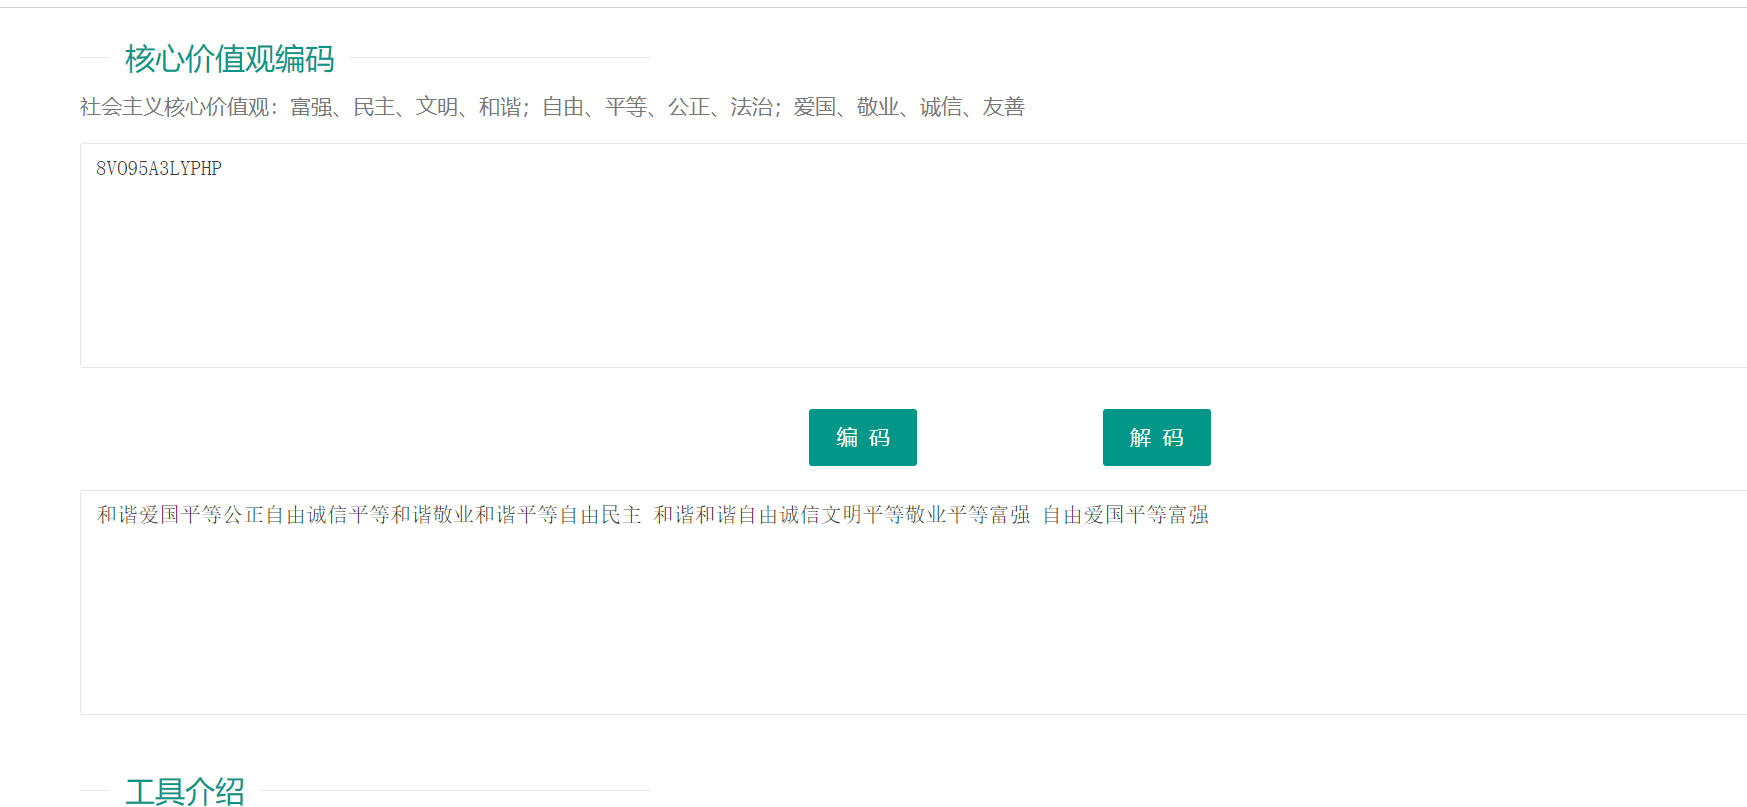 核心价值观编码
社会主义核心价值观：富强、民主、文明、和谐；自由、平等、公正、法治；爱国、敬业、诚信、友善
8VO95A3LYPHP
编 码 解 码
和谐爱国平等公正自由诚信平等和谐敬业和谐平等自由民主 和谐和谐自由诚信文明平等敬业平等富强 自由爱国平等富强
工具介绍